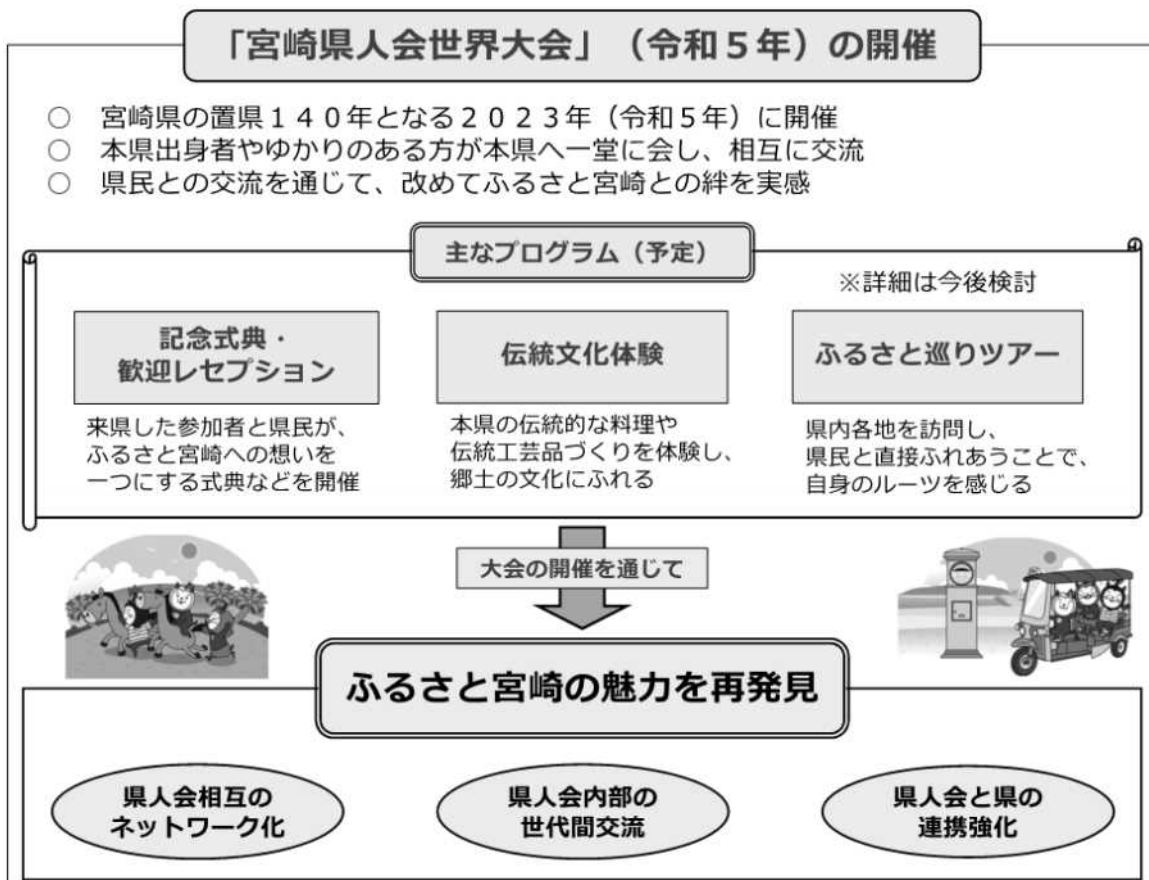 「宮崎県人会世界大会」（令和５年）の開催
○　宮崎県の置県１４０年となる２０２３年（令和５年）に開催
○　本県出身者やゆかりのある方が本県へ一堂に会し、相互に交流
○　県民との交流を通じて、改めてふるさと宮崎との絆を実感
主なプログラム（予定）
※詳細は今後検討
記念式典・
歓迎レセプション
来県した参加者と県民が、
ふるさと宮崎への想いを
一つにする式典などを開催
伝統文化体験
本県の伝統的な料理や
伝統工芸品づくりを体験し、
郷土の文化にふれる
ふるさと巡りツアー
県内各地を訪問し、
県民と直接ふれあうことで、
自身のルーツを感じる
大会の開催を通じて
ふるさと宮崎の魅力を再発見
県人会相互の
ネットワーク化
県人会内部の
世代間交流
県人会と県の
連携強化